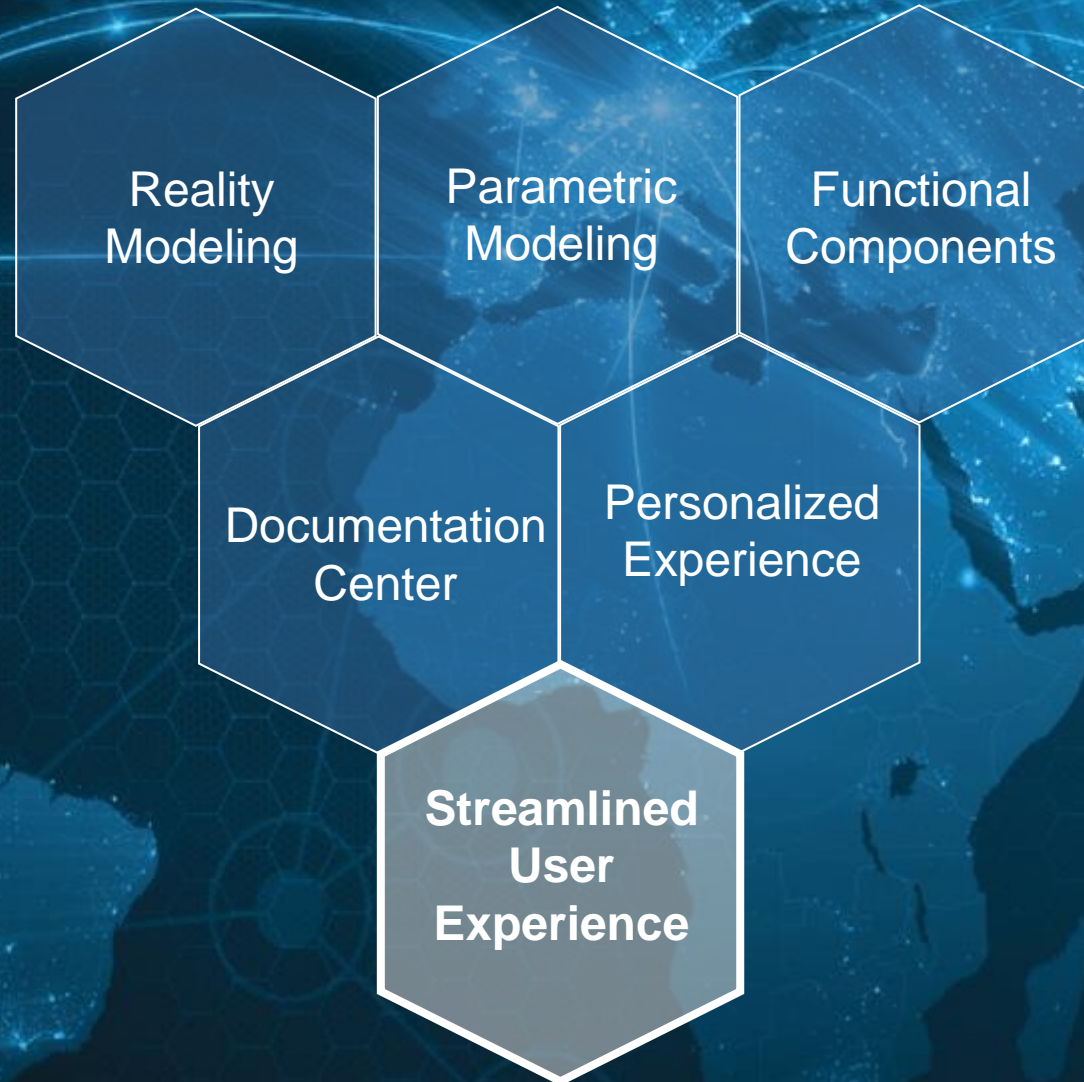 Reality
Modeling
Parametric
Modeling
Functional
Components
Documentation
Center
Personalized
Experience
Streamlined
User
Experience